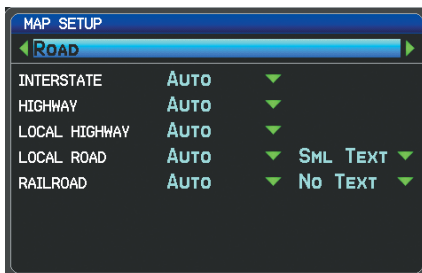 MAP SETUP
ROAD
INTERSTATE AUTO
HIGHWAY AUTO
LOCAL HIGHWAY AUTO
LOCAL ROAD AUTO SML TEXT
RAILROAD AUTO NO TEXT